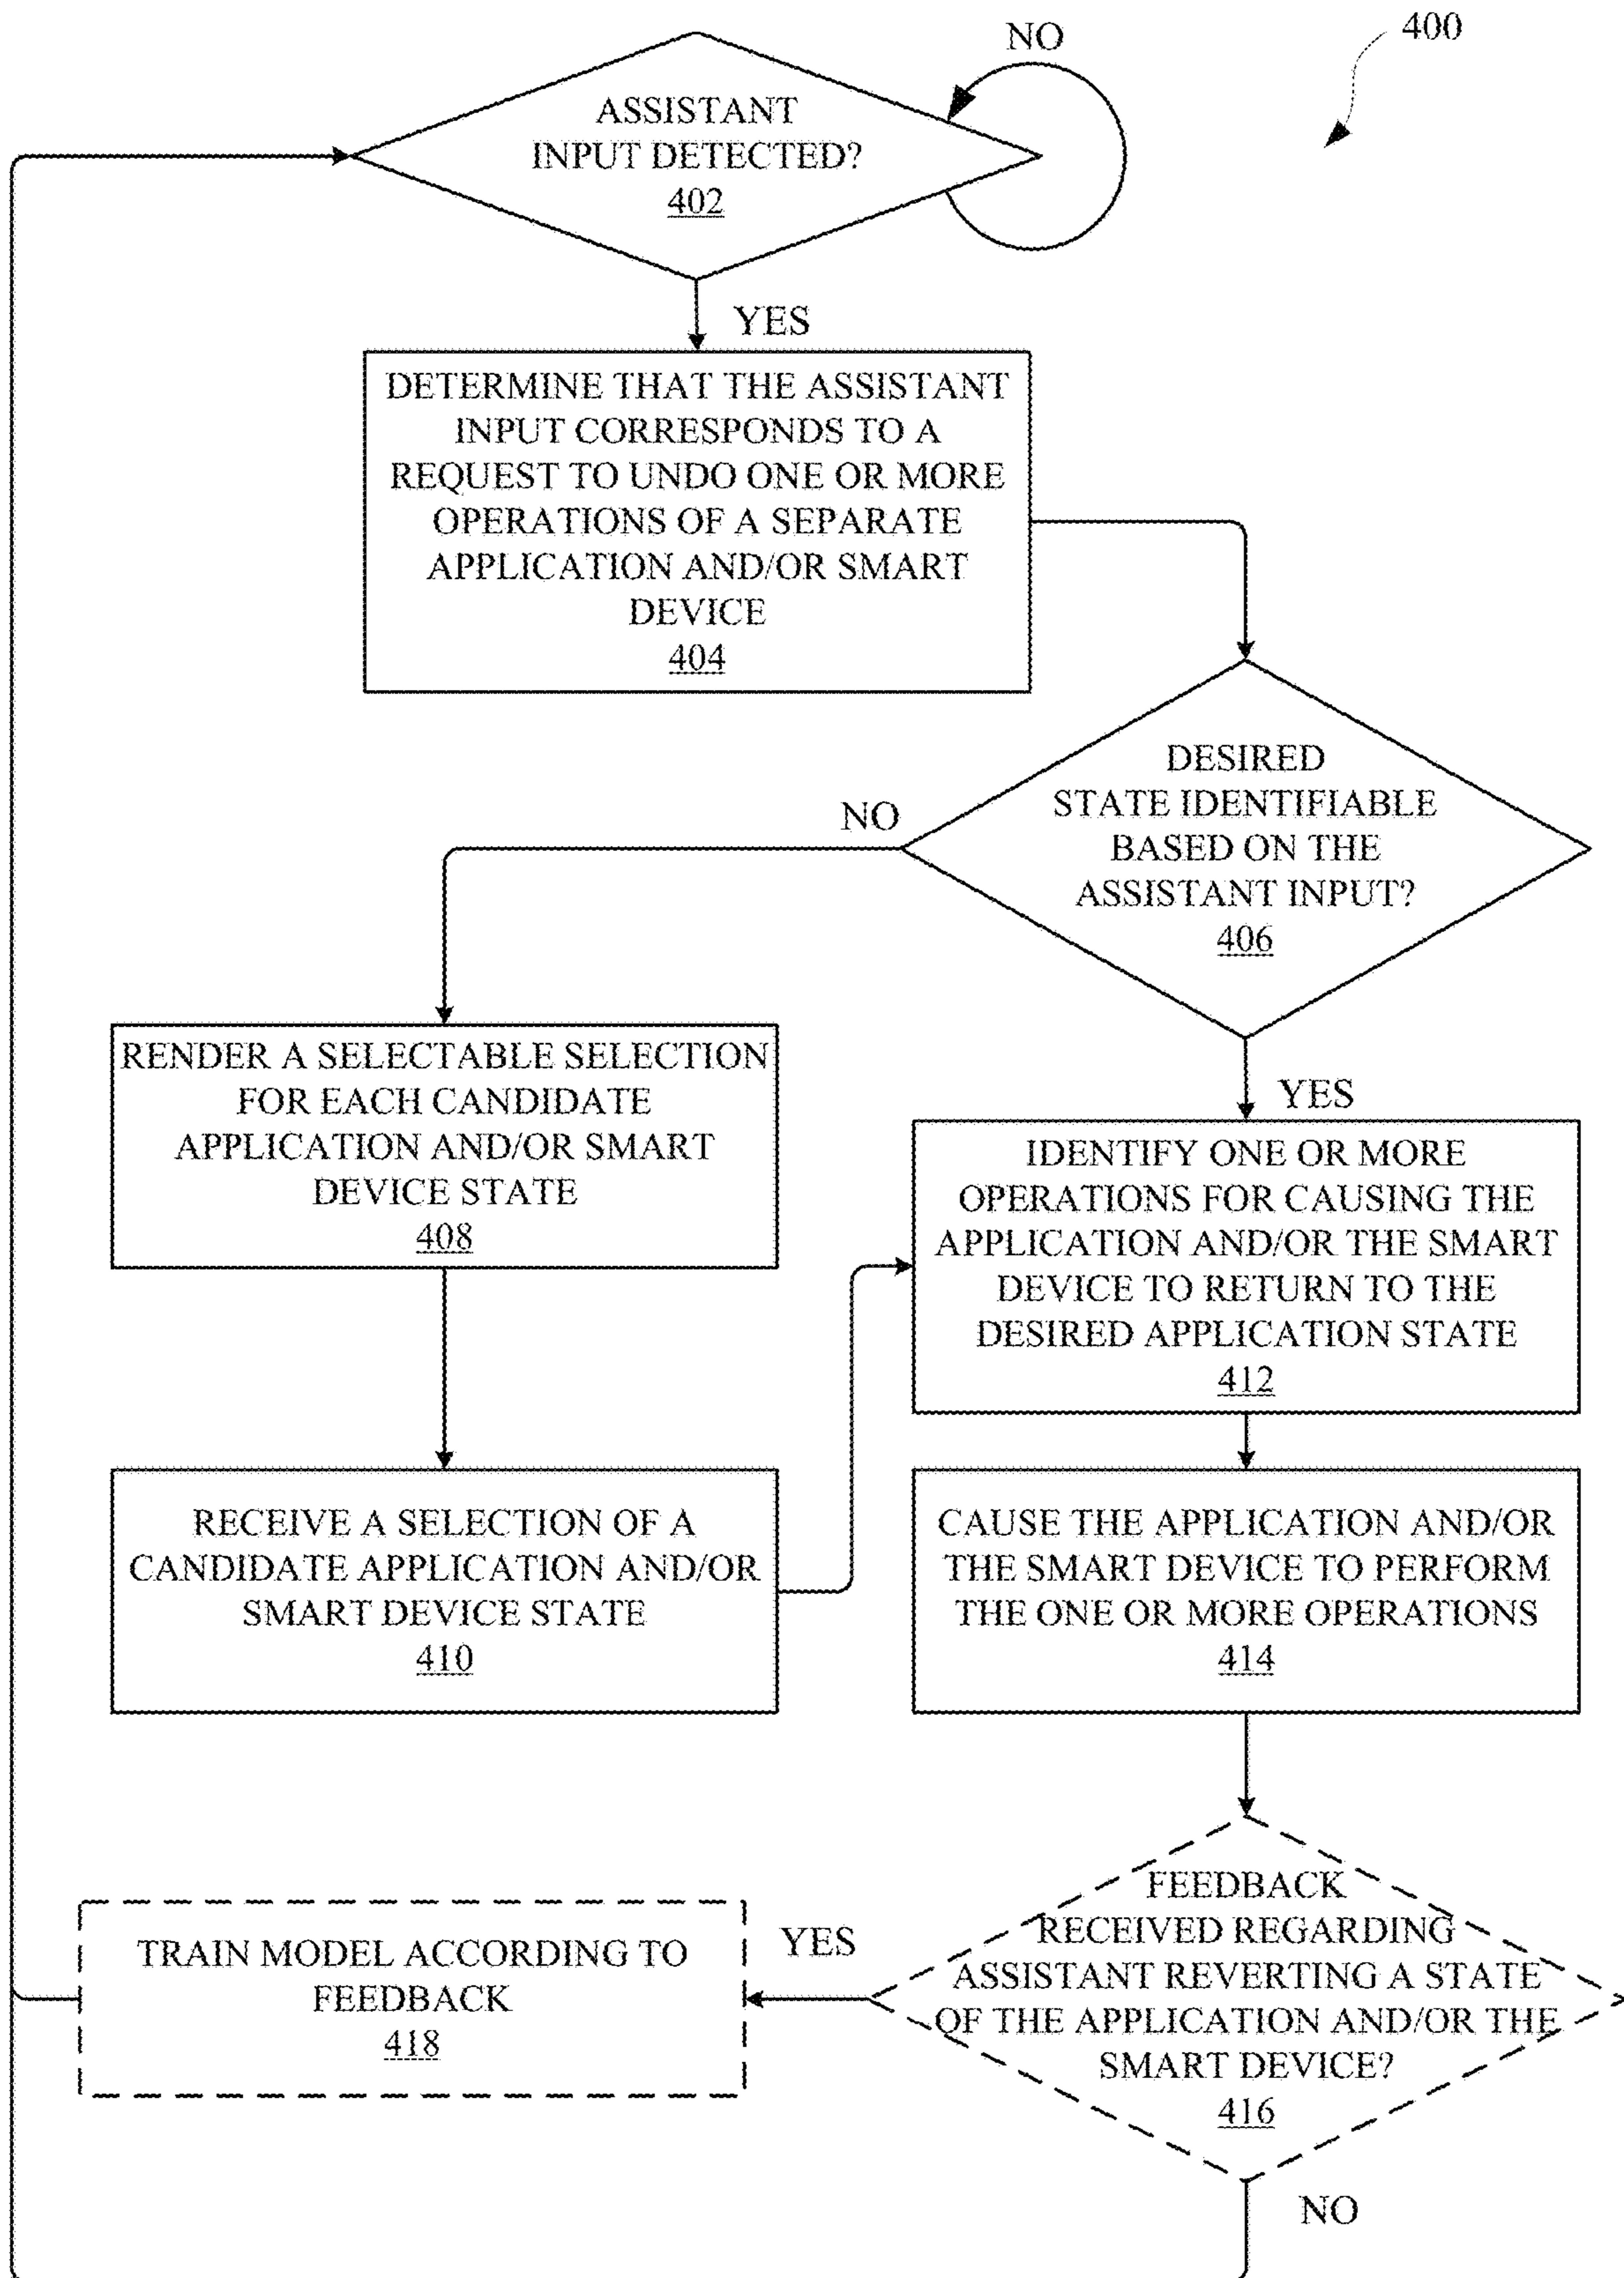 400
NO
ASSISTANT
INPUT DETECTED?
402
YES
DETERMINE THAT THE ASSISTANT
INPUT CORRESPONDS TO A
REQUEST TO UNDO ONE OR MORE
OPERATIONS OF A SEPARATE
APPLICATION AND/OR SMART
DEVICE
404
DESIRED
STATE IDENTIFIABLE
BASED ON THE
ASSISTANT INPUT?
406
NO
RENDER A SELECTABLE SELECTION
FOR EACH CANDIDATE
APPLICATION AND/OR SMART
DEVICE STATE
408
YES
IDENTIFY ONE OR MORE
OPERATIONS FOR CAUSING THE
APPLICATION AND/OR THE SMART
DEVICE TO RETURN TO THE
DESIRED APPLICATION STATE
412
RECEIVE A SELECTION OF A
CANDIDATE APPLICATION AND/OR
SMART DEVICE STATE
410
CAUSE THE APPLICATION AND/OR
THE SMART DEVICE TO PERFORM
THE ONE OR MORE OPERATIONS
414
FEEDBACK
RECEIVED REGARDING
ASSISTANT REVERTING A STATE
OF THE APPLICATION AND/OR THE
SMART DEVICE?
416
YES
TRAIN MODEL ACCORDING TO
FEEDBACK
418
NO